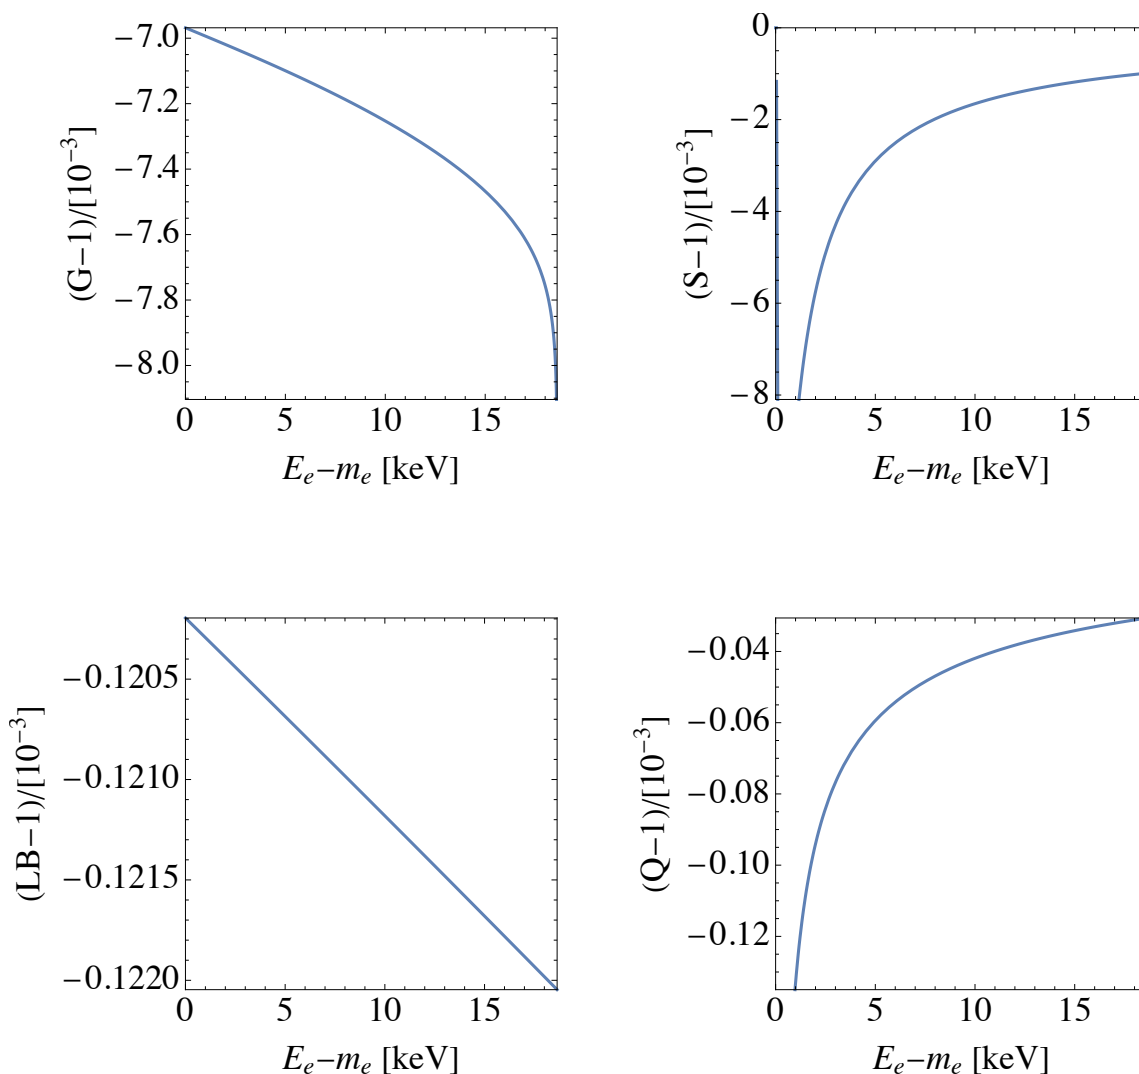 (G−1)/[10⁻³]
−7.0
−7.2
−7.4
−7.6
−7.8
−8.0
0 5 10 15
Eₑ−mₑ [keV]
(S−1)/[10⁻³]
0
−2
−4
−6
−8
0 5 10 15
Eₑ−mₑ [keV]
(LB−1)/[10⁻³]
−0.1205
−0.1210
−0.1215
−0.1220
0 5 10 15
Eₑ−mₑ [keV]
(Q−1)/[10⁻³]
−0.04
−0.06
−0.08
−0.10
−0.12
0 5 10 15
Eₑ−mₑ [keV]